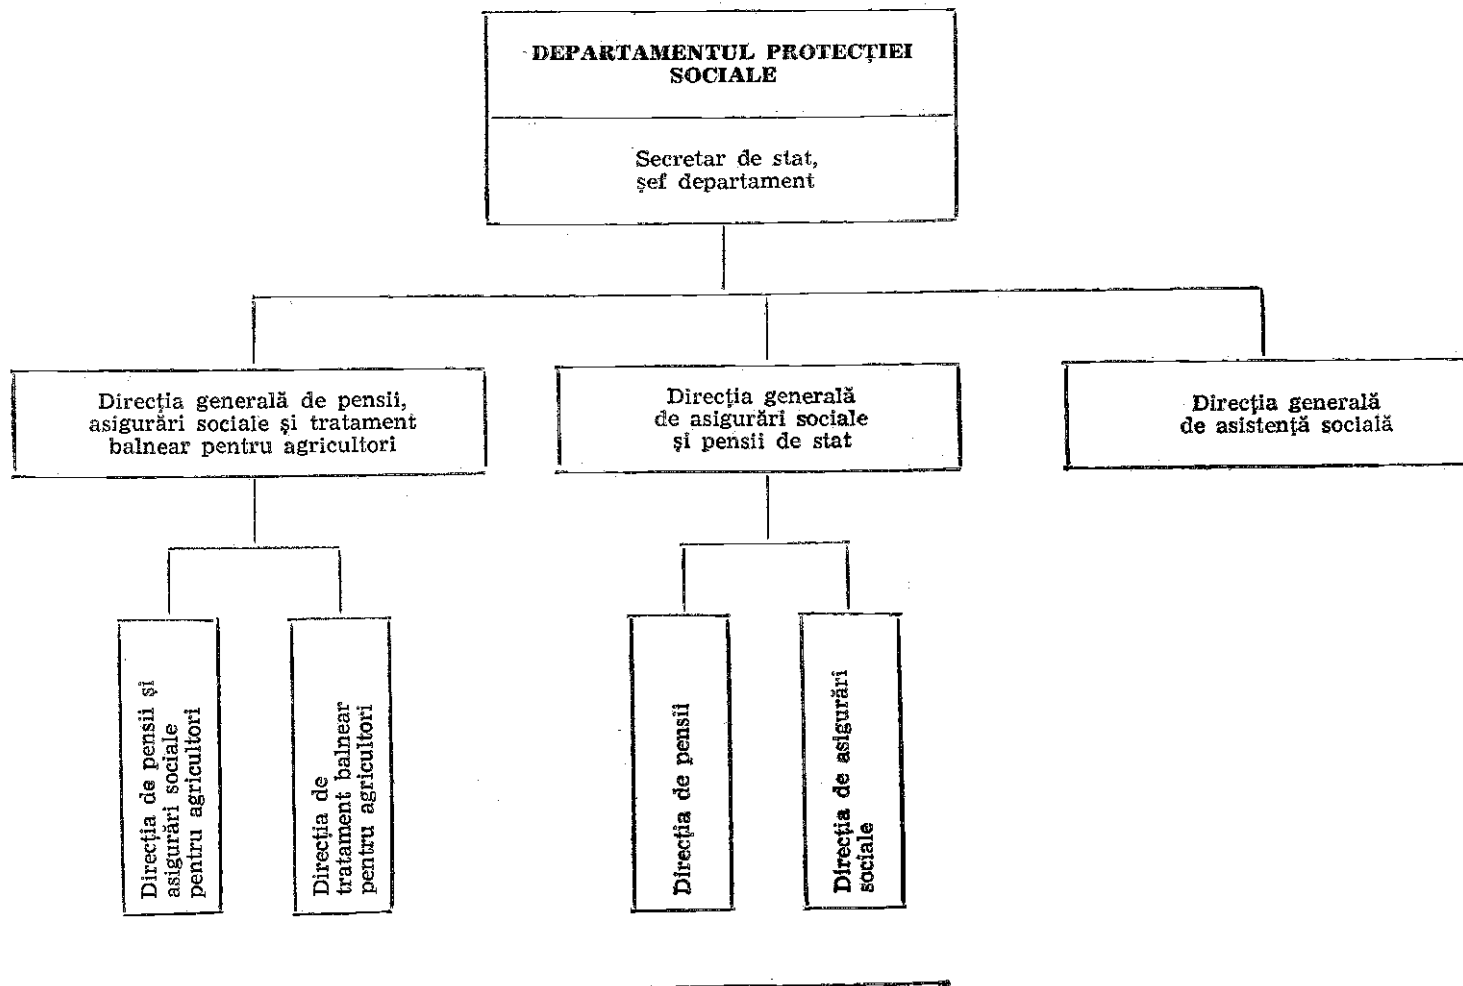 DEPARTAMENTUL PROTECȚIEI
SOCIALE
Secretar de stat,
șef departament
Direcția generală de pensii,
asigurări sociale și tratament
balnear pentru agricultori
Direcția generală
de asigurări sociale
și pensii de stat
Direcția generală
de asistență socială
Direcția de pensii și
asigurări sociale
pentru agricultori
Direcția de
tratament balnear
pentru agricultori
Direcția de pensii
Direcția de asigurări
sociale